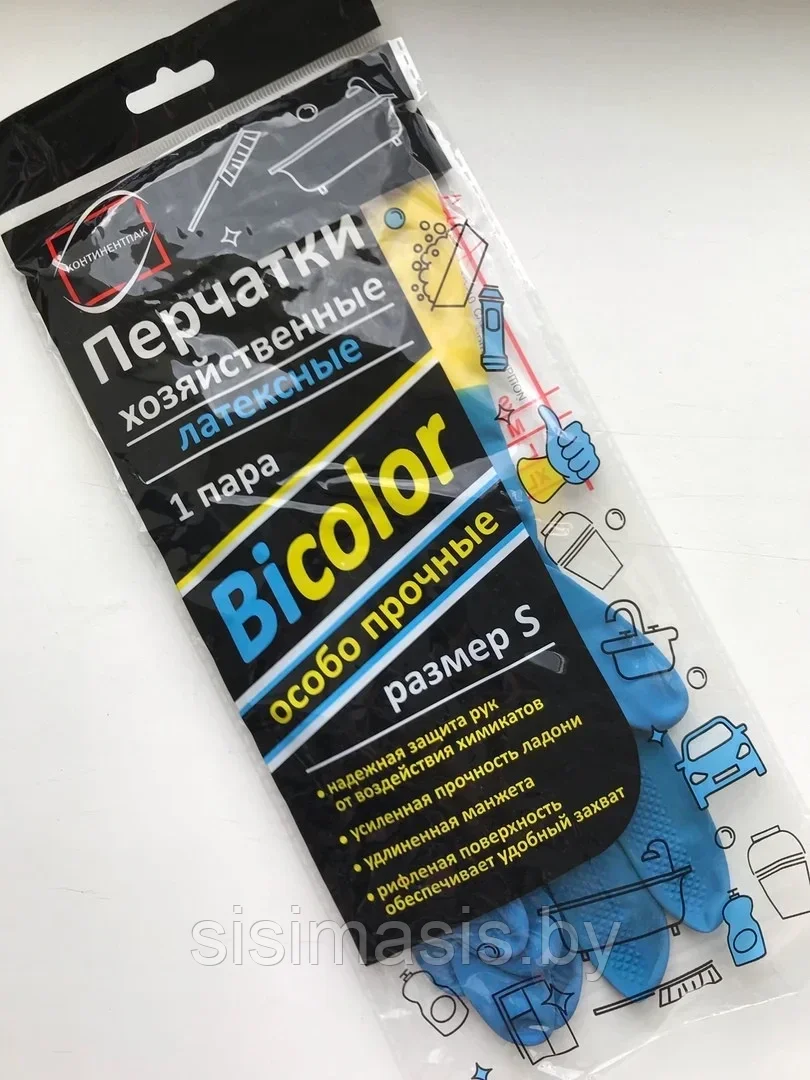 КОНТИНЕНТПАК
Перчатки
хозяйственные
латексные
1 пара
Bicolor
особо прочные
размер S
• надежная защита рук
от воздействия химикатов
• усиленная прочность ладони
• удлиненная манжета
• рифленая поверхность
обеспечивает удобный захват
sisimasis.by